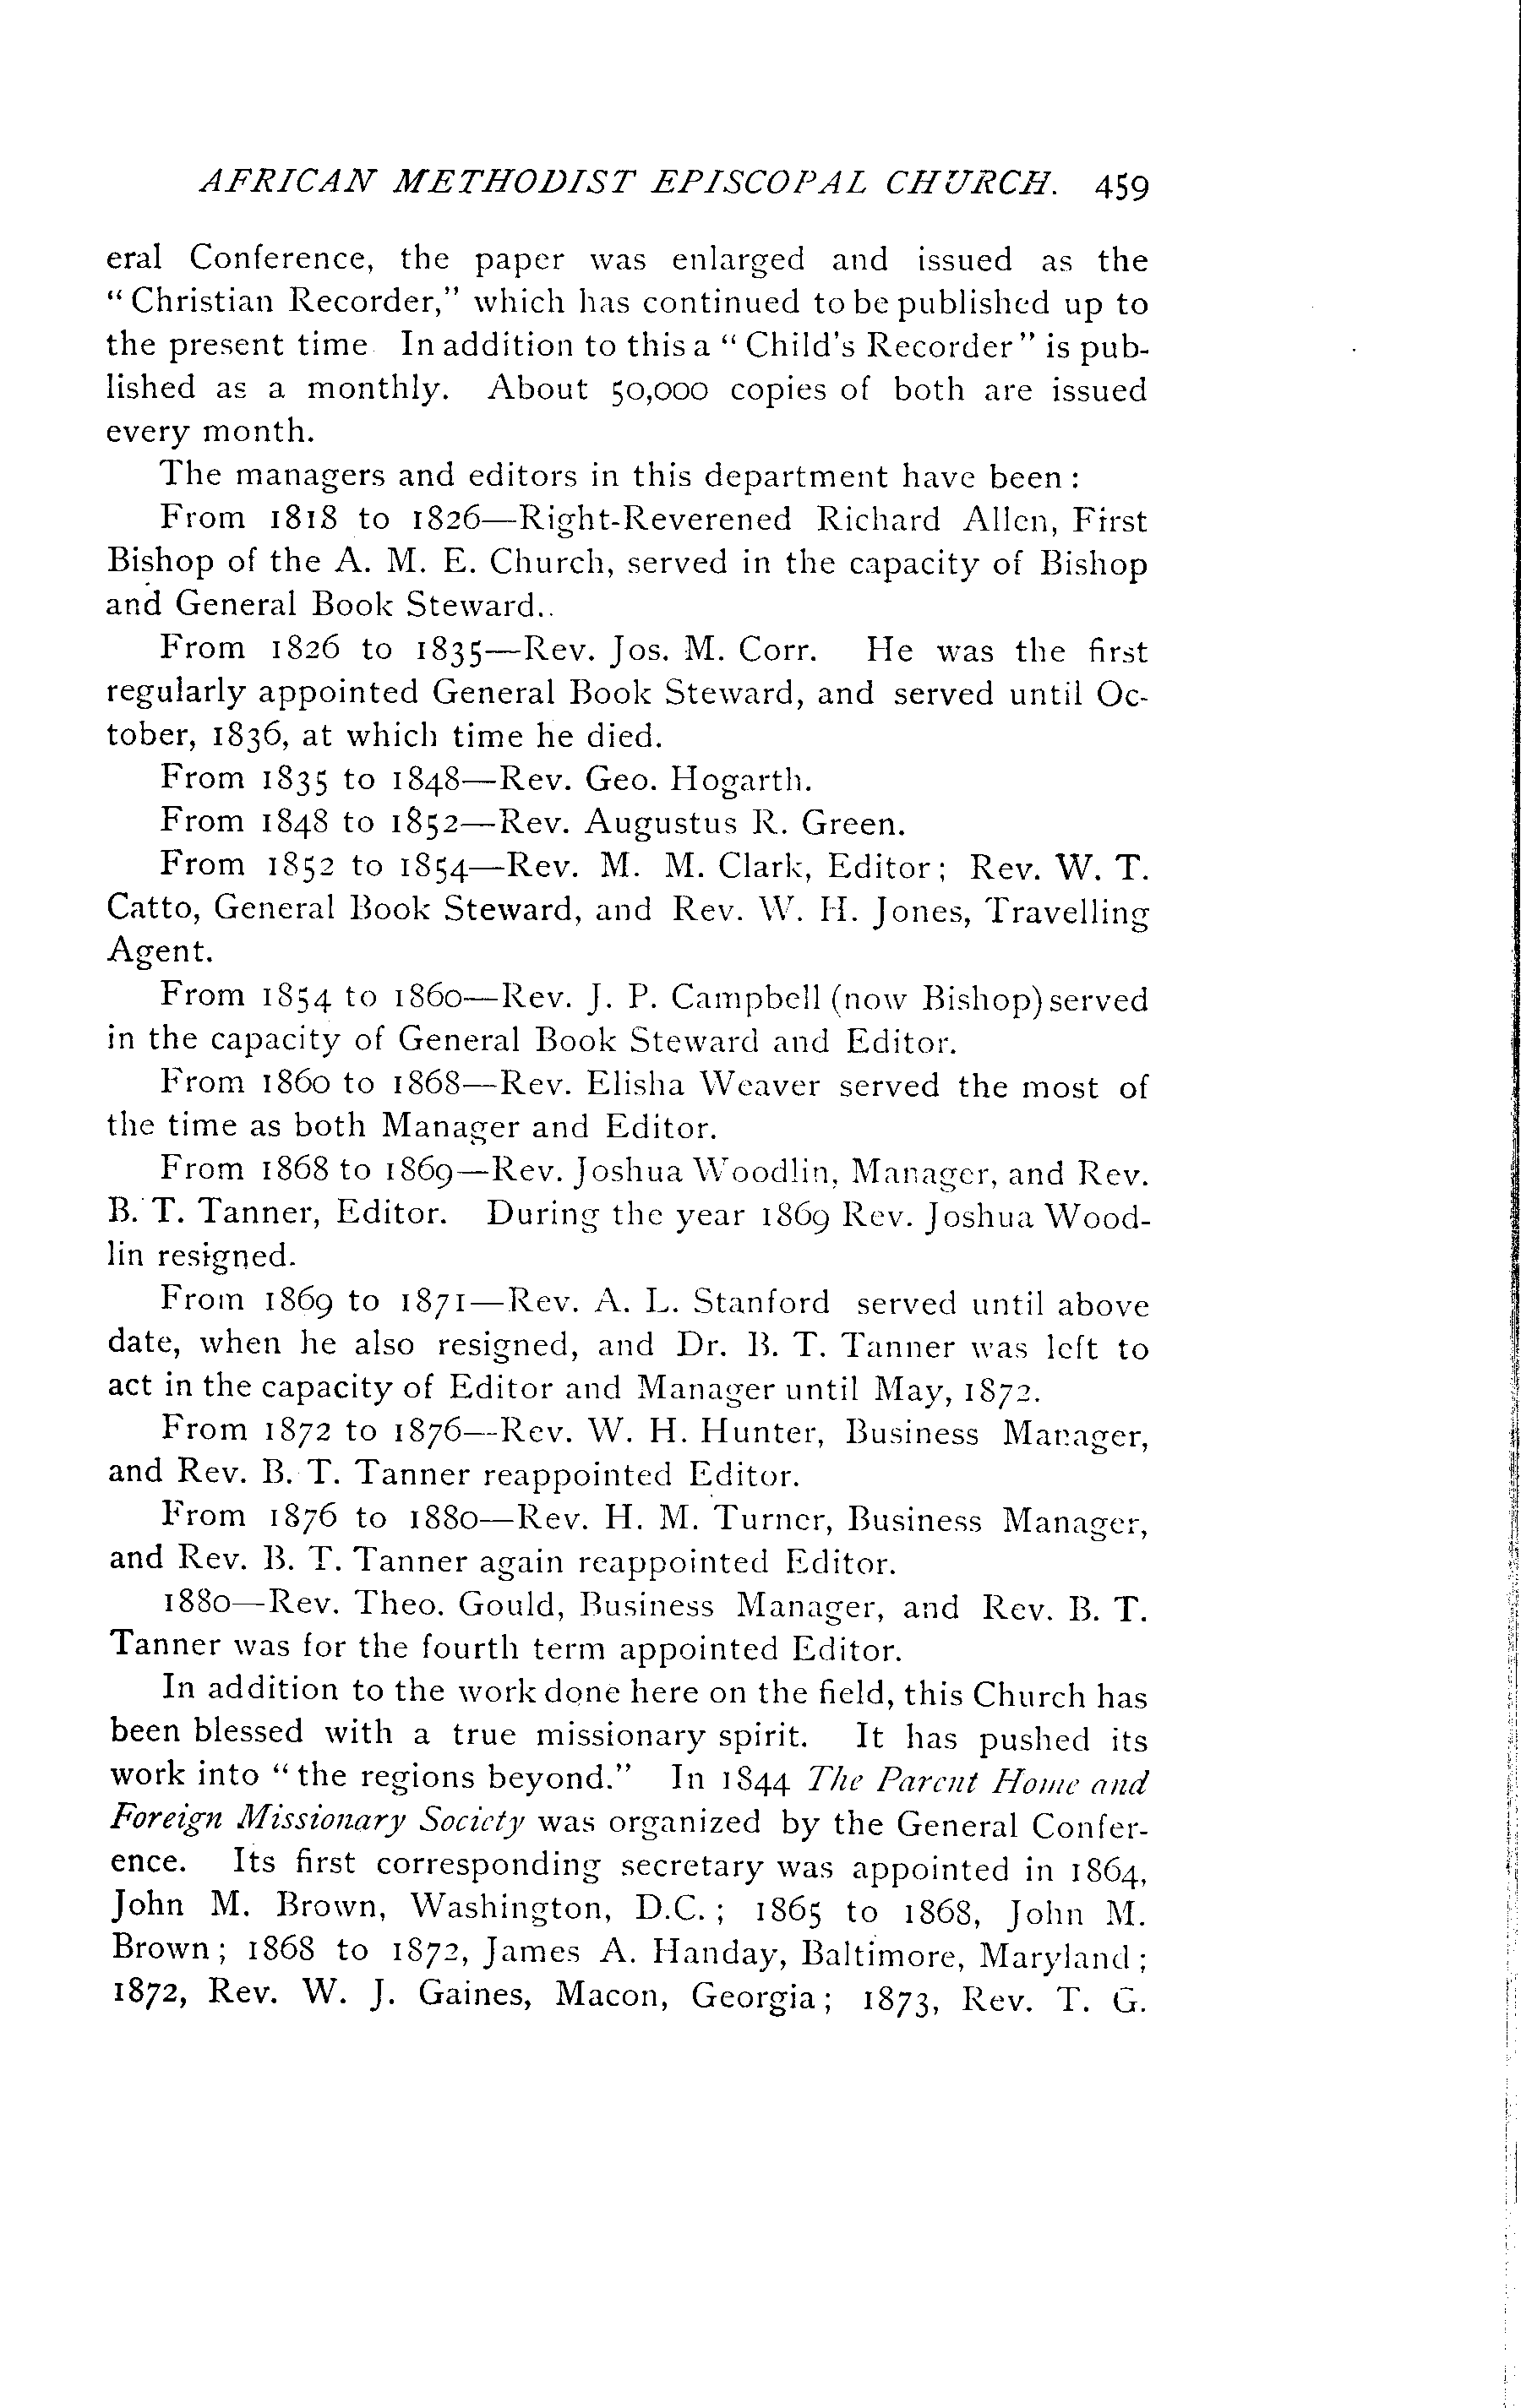 AFRICAN METHODIST EPISCOPAL CHURCH. 459
eral Conference, the paper was enlarged and issued as the
“Christian Recorder,” which has continued to be published up to
the present time In addition to this a “Child's Recorder” is pub-
lished as a monthly. About 50,000 copies of both are issued
every month.
The managers and editors in this department have been :
From 1818 to 1826—Right-Reverened Richard Allen, First
Bishop of the A. M. E. Church, served in the capacity of Bishop
and General Book Steward..
From 1826 to 1835—Rev. Jos. M. Corr. He was the first
regularly appointed General Book Steward, and served until Oc-
tober, 1836, at which time he died.
From 1835 to 1848—Rev. Geo. Hogarth.
From 1848 to 1852—Rev. Augustus R. Green.
From 1852 to 1854—Rev. M. M. Clark, Editor; Rev. W. T.
Catto, General Book Steward, and Rev. W. H. Jones, Travelling
Agent.
From 1854 to 1860—Rev. J. P. Campbell (now Bishop) served
in the capacity of General Book Steward and Editor.
From 1860 to 1868—Rev. Elisha Weaver served the most of
the time as both Manager and Editor.
From 1868 to 1869—Rev. Joshua Woodlin, Manager, and Rev.
B. T. Tanner, Editor. During the year 1869 Rev. Joshua Wood-
lin resigned.
From 1869 to 1871—Rev. A. L. Stanford served until above
date, when he also resigned, and Dr. B. T. Tanner was left to
act in the capacity of Editor and Manager until May, 1872.
From 1872 to 1876—Rev. W. H. Hunter, Business Manager,
and Rev. B. T. Tanner reappointed Editor.
From 1876 to 1880—Rev. H. M. Turner, Business Manager,
and Rev. B. T. Tanner again reappointed Editor.
1880—Rev. Theo. Gould, Business Manager, and Rev. B. T.
Tanner was for the fourth term appointed Editor.
In addition to the work done here on the field, this Church has
been blessed with a true missionary spirit. It has pushed its
work into “the regions beyond.” In 1844 The Parent Home and
Foreign Missionary Society was organized by the General Confer-
ence. Its first corresponding secretary was appointed in 1864,
John M. Brown, Washington, D.C.; 1865 to 1868, John M.
Brown; 1868 to 1872, James A. Handay, Baltimore, Maryland;
1872, Rev. W. J. Gaines, Macon, Georgia; 1873, Rev. T. G.